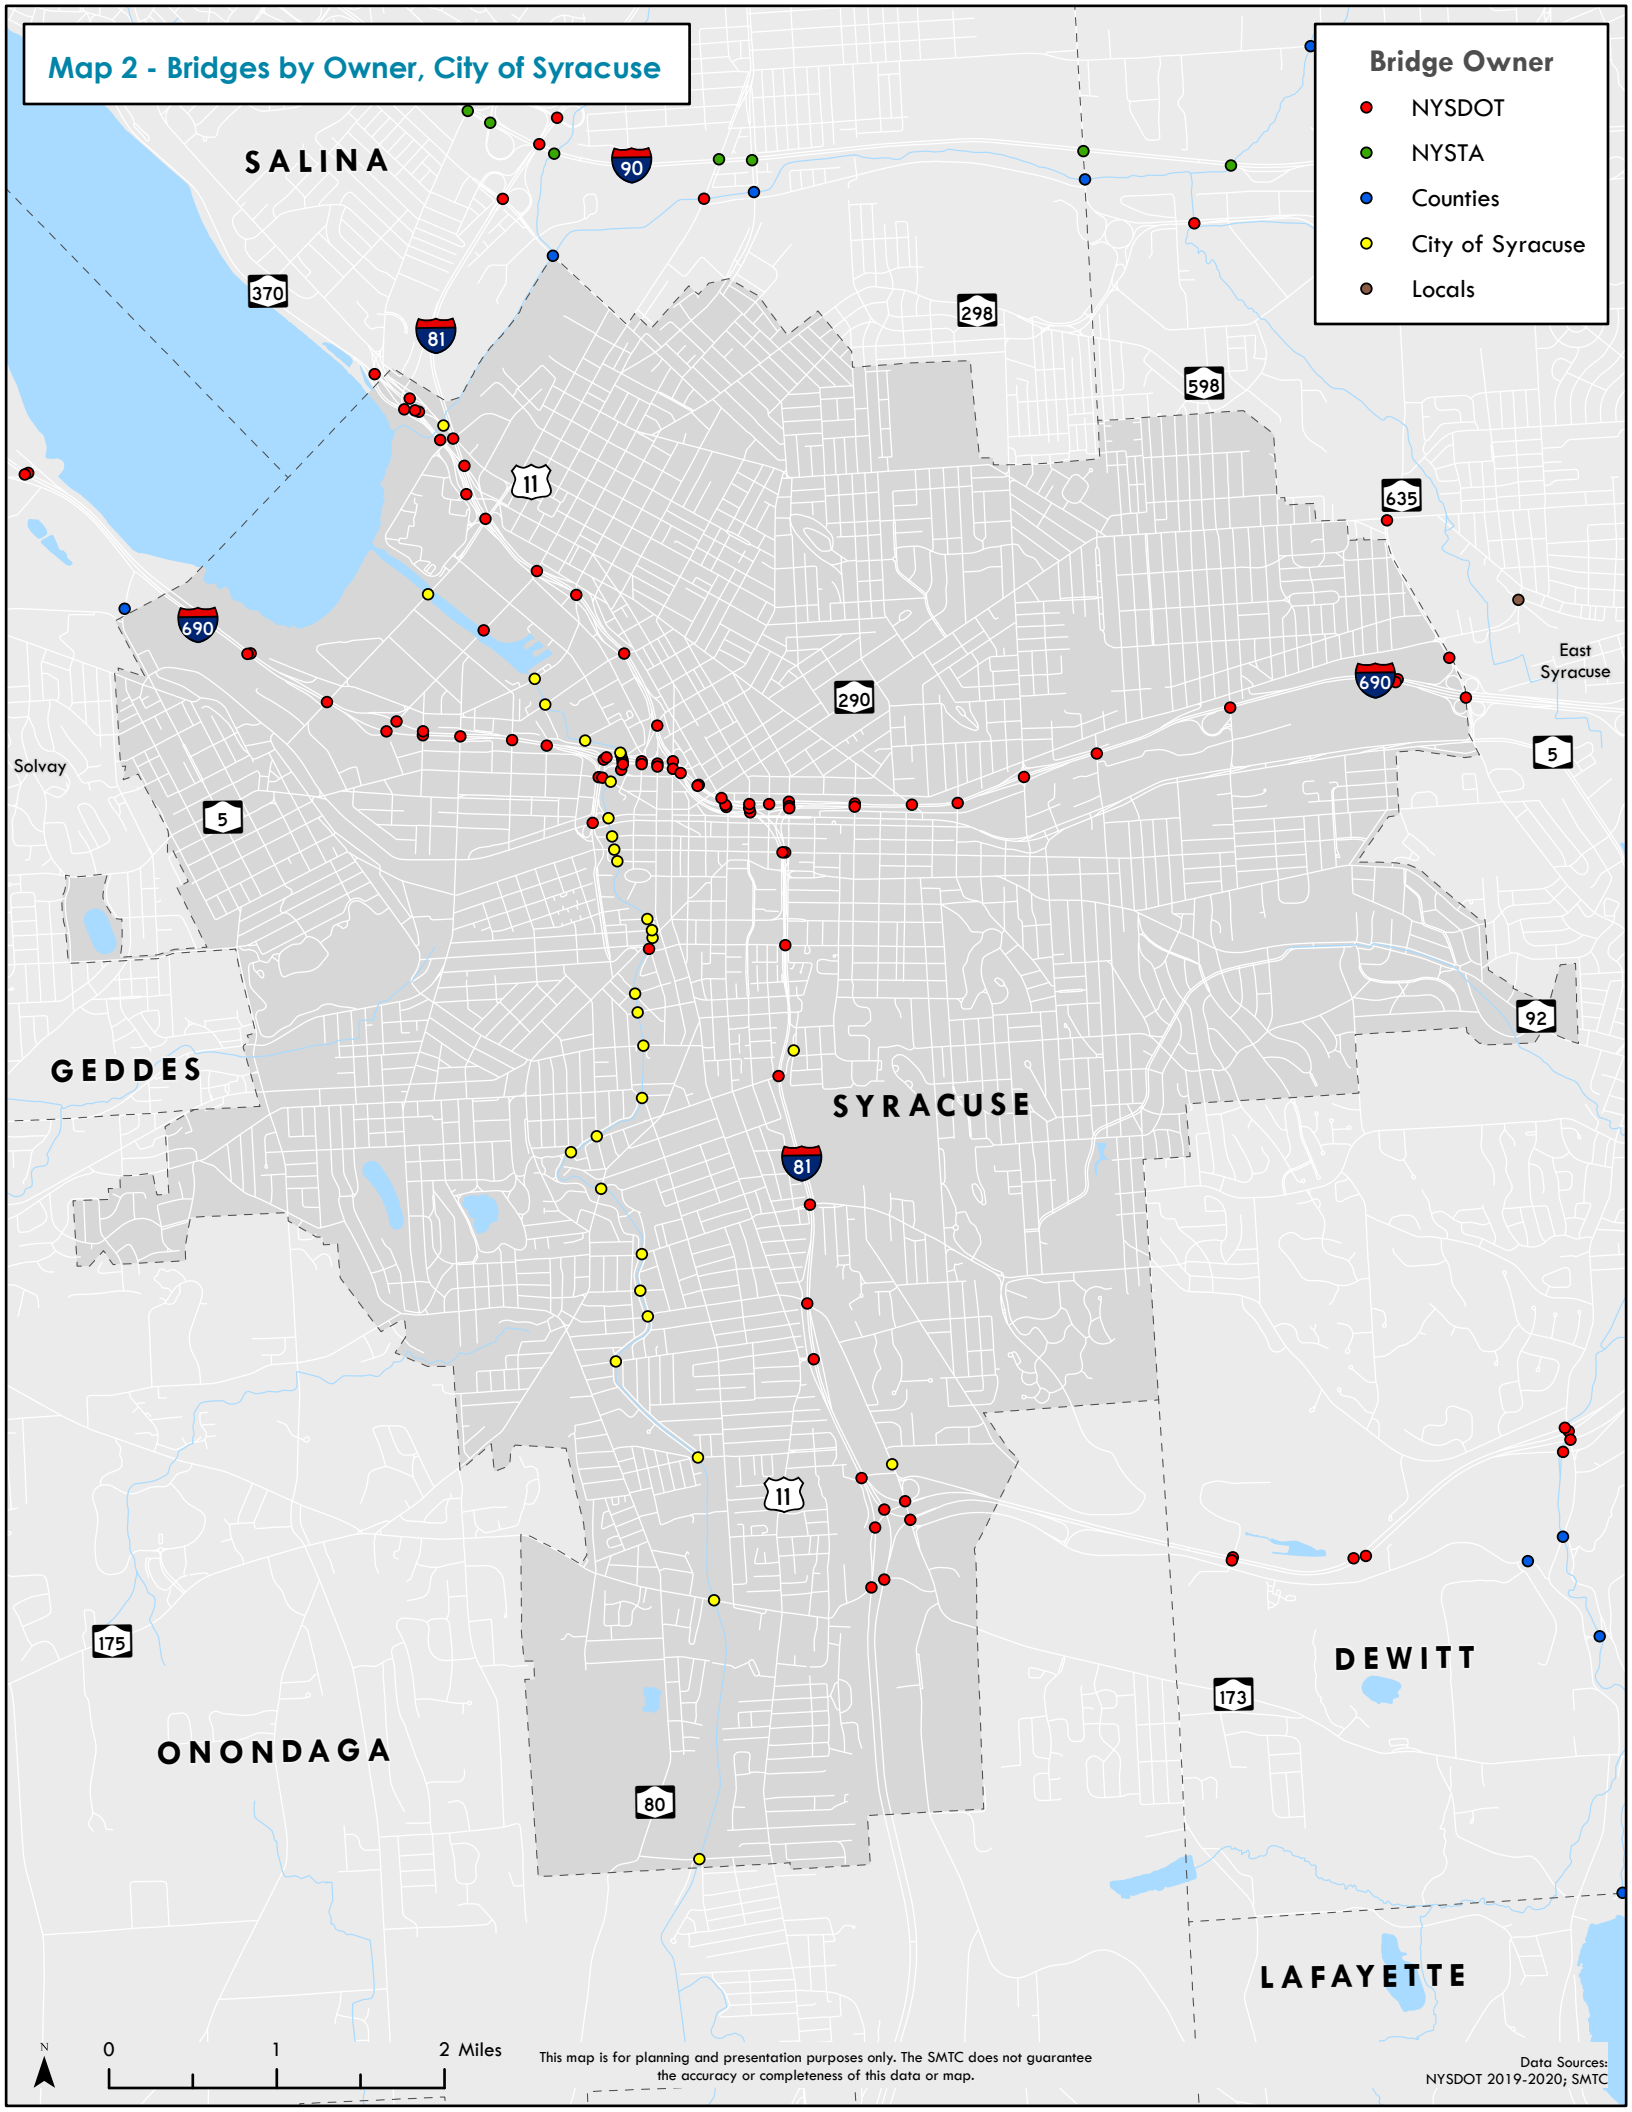 Map 2 - Bridges by Owner, City of Syracuse
Bridge Owner
NYSDOT
NYSTA
Counties
City of Syracuse
Locals
SALINA
90
370
81
298
598
11
635
690
East
Syracuse
690
290
5
Solvay
5
92
GEDDES
SYRACUSE
81
11
175
DEWITT
173
ONONDAGA
80
LAFAYETTE
N
0 1 2 Miles
This map is for planning and presentation purposes only. The SMTC does not guarantee
the accuracy or completeness of this data or map.
Data Sources:
NYSDOT 2019-2020; SMTC